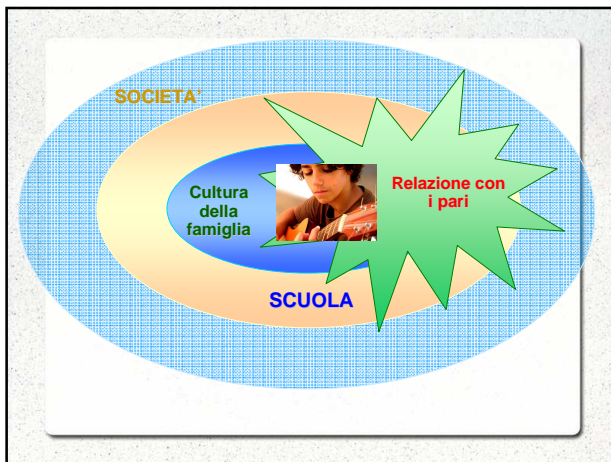 SOCIETA'
Cultura
della
famiglia
Relazione con
i pari
SCUOLA